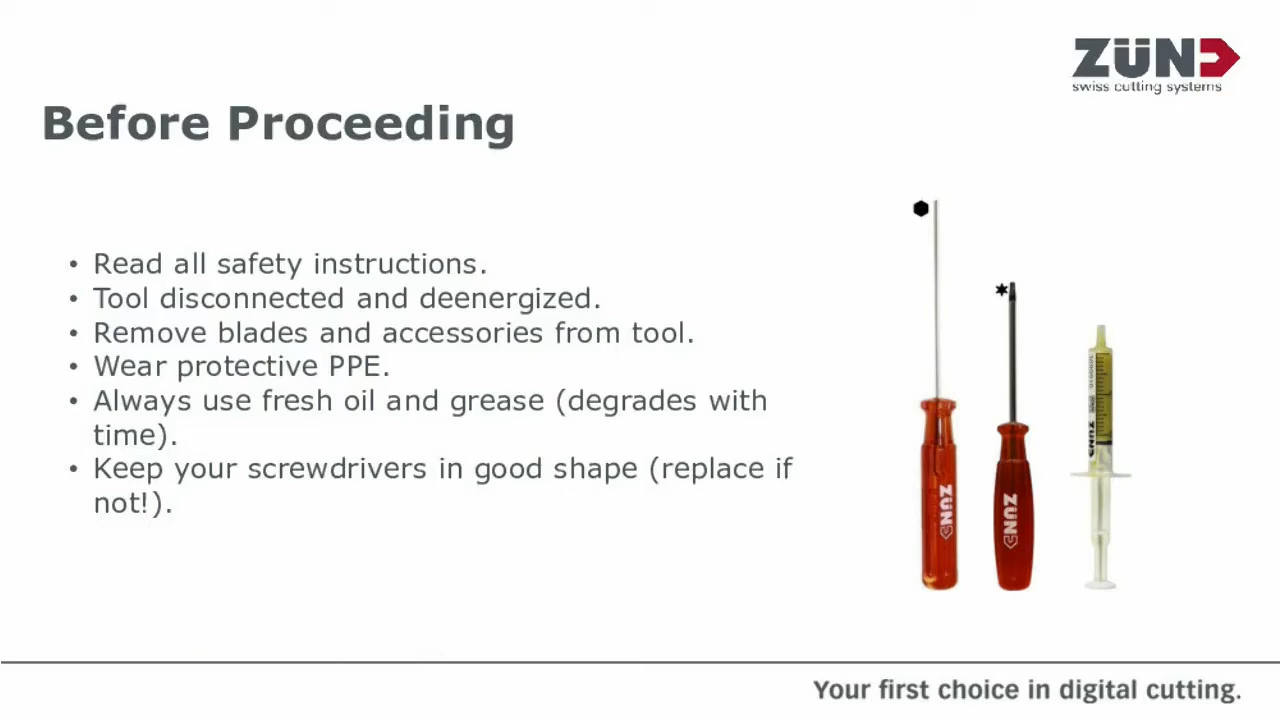 ZÜND
swiss cutting systems
Before Proceeding
• Read all safety instructions.
• Tool disconnected and deenergized.
• Remove blades and accessories from tool.
• Wear protective PPE.
• Always use fresh oil and grease (degrades with
time).
• Keep your screwdrivers in good shape (replace if
not!).
ZÜND
ZÜND
ZÜND
Your first choice in digital cutting.